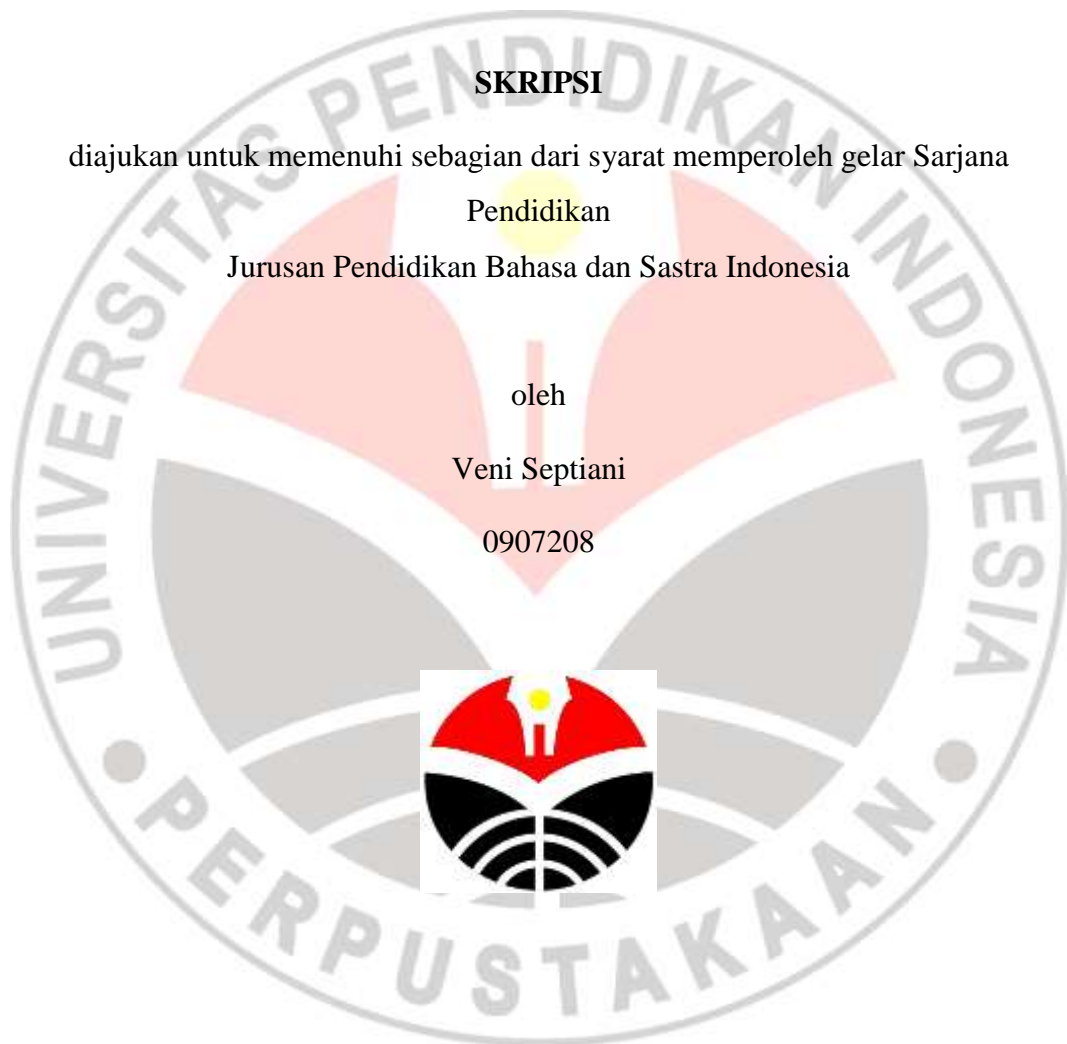 SKRIPSI
diajukan untuk memenuhi sebagian dari syarat memperoleh gelar Sarjana
Pendidikan
Jurusan Pendidikan Bahasa dan Sastra Indonesia
oleh
Veni Septiani
0907208
UNIVERSITAS PENDIDIKAN INDONESIA
PERPUSTAKAAN